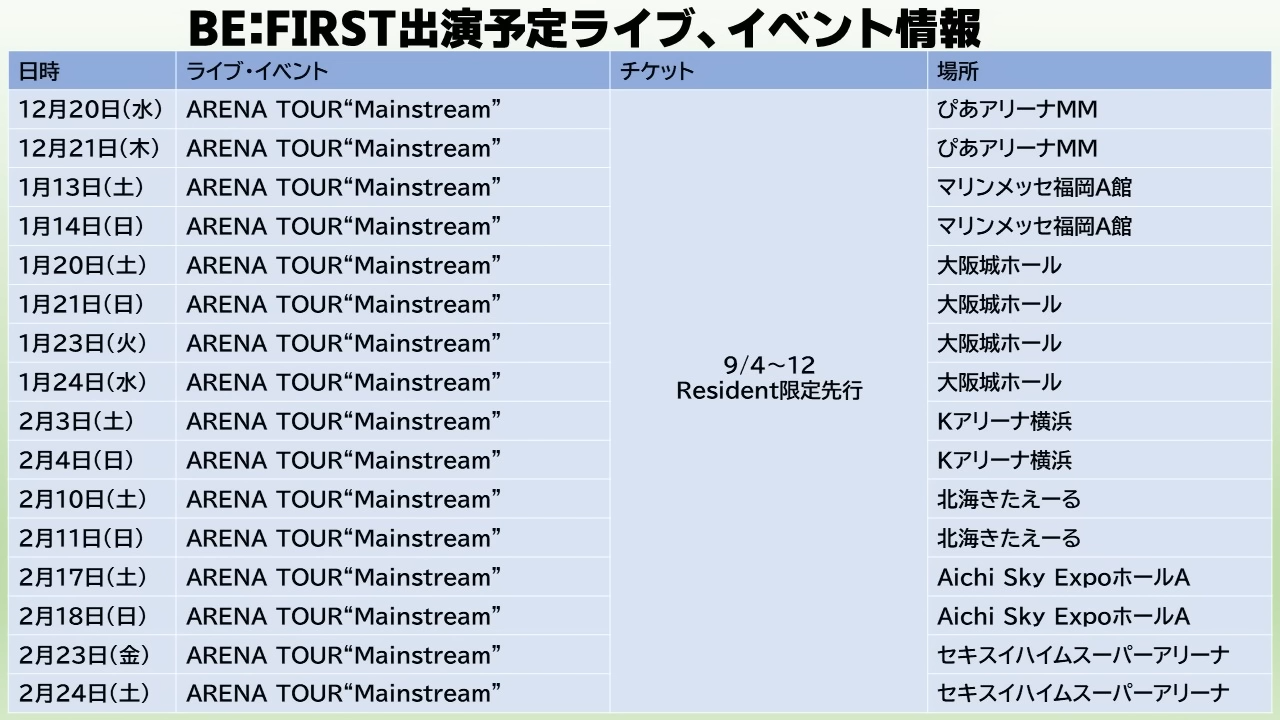 BE:FIRST出演予定ライブ、イベント情報
日時 ライブ・イベント チケット 場所
12月20日(水) ARENA TOUR“Mainstream” ぴあアリーナMM
12月21日(木) ARENA TOUR“Mainstream” ぴあアリーナMM
1月13日(土) ARENA TOUR“Mainstream” マリンメッセ福岡A館
1月14日(日) ARENA TOUR“Mainstream” マリンメッセ福岡A館
1月20日(土) ARENA TOUR“Mainstream” 大阪城ホール
1月21日(日) ARENA TOUR“Mainstream” 大阪城ホール
1月23日(火) ARENA TOUR“Mainstream” 大阪城ホール
9/4～12
1月24日(水) ARENA TOUR“Mainstream” 大阪城ホール
Resident限定先行
2月3日(土) ARENA TOUR“Mainstream” Kアリーナ横浜
2月4日(日) ARENA TOUR“Mainstream” Kアリーナ横浜
2月10日(土) ARENA TOUR“Mainstream” 北海きたえーる
2月11日(日) ARENA TOUR“Mainstream” 北海きたえーる
2月17日(土) ARENA TOUR“Mainstream” Aichi Sky ExpoホールA
2月18日(日) ARENA TOUR“Mainstream” Aichi Sky ExpoホールA
2月23日(金) ARENA TOUR“Mainstream” セキスイハイムスーパーアリーナ
2月24日(土) ARENA TOUR“Mainstream” セキスイハイムスーパーアリーナ